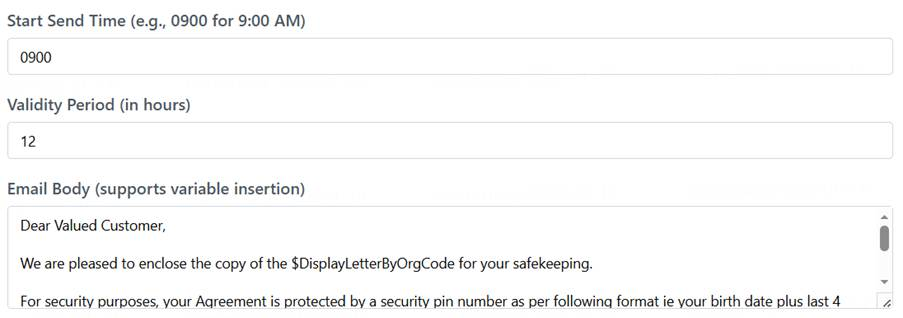 Start Send Time (e.g., 0900 for 9:00 AM)
0900
Validity Period (in hours)
12
Email Body (supports variable insertion)
Dear Valued Customer,
We are pleased to enclose the copy of the $DisplayLetterByOrgCode for your safekeeping.
For security purposes, your Agreement is protected by a security pin number as per following format ie your birth date plus last 4